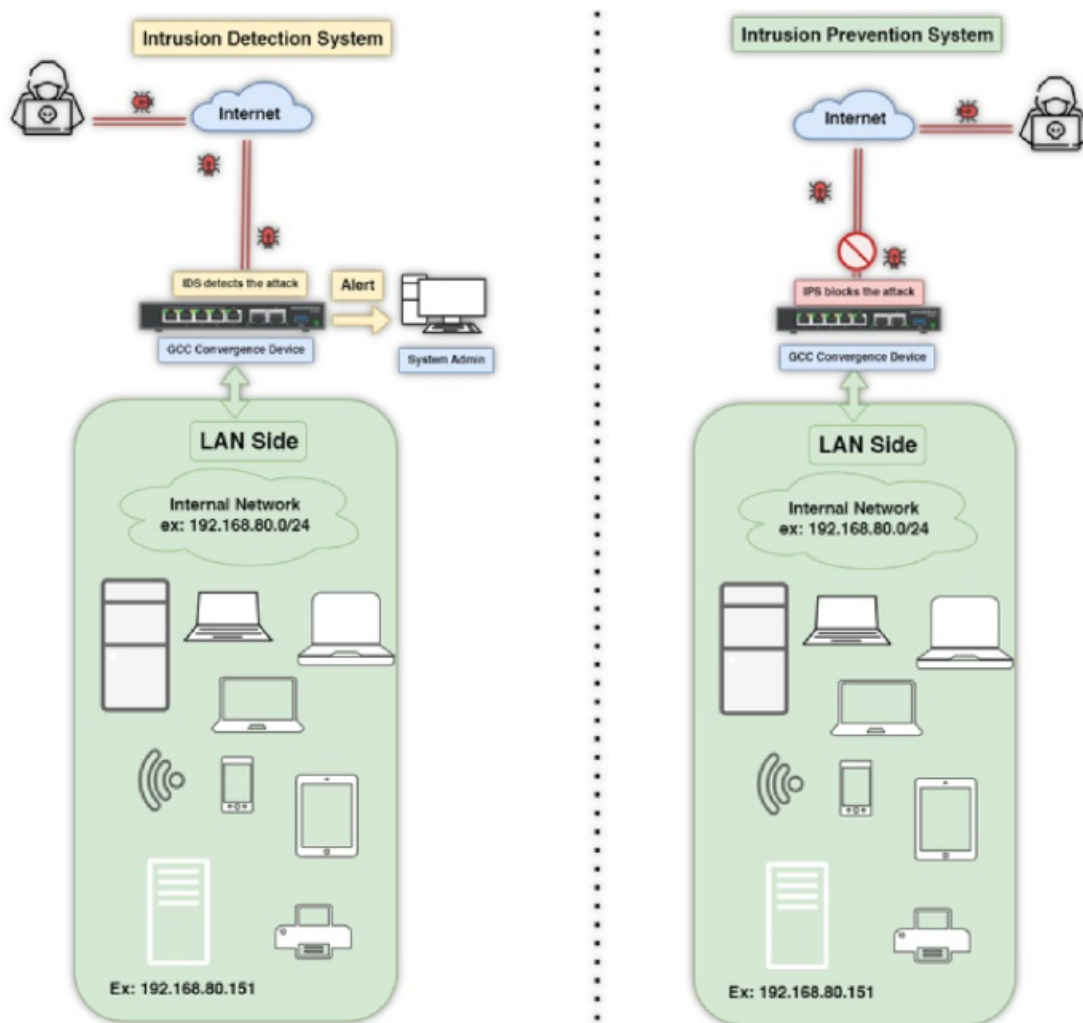 Intrusion Detection System
Internet
IDS detects the attack
Alert
GCC Convergence Device
System Admin
LAN Side
Internal Network
ex: 192.168.80.0/24
Ex: 192.168.80.151
Intrusion Prevention System
Internet
IPS blocks the attack
GCC Convergence Device
LAN Side
Internal Network
ex: 192.168.80.0/24
Ex: 192.168.80.151